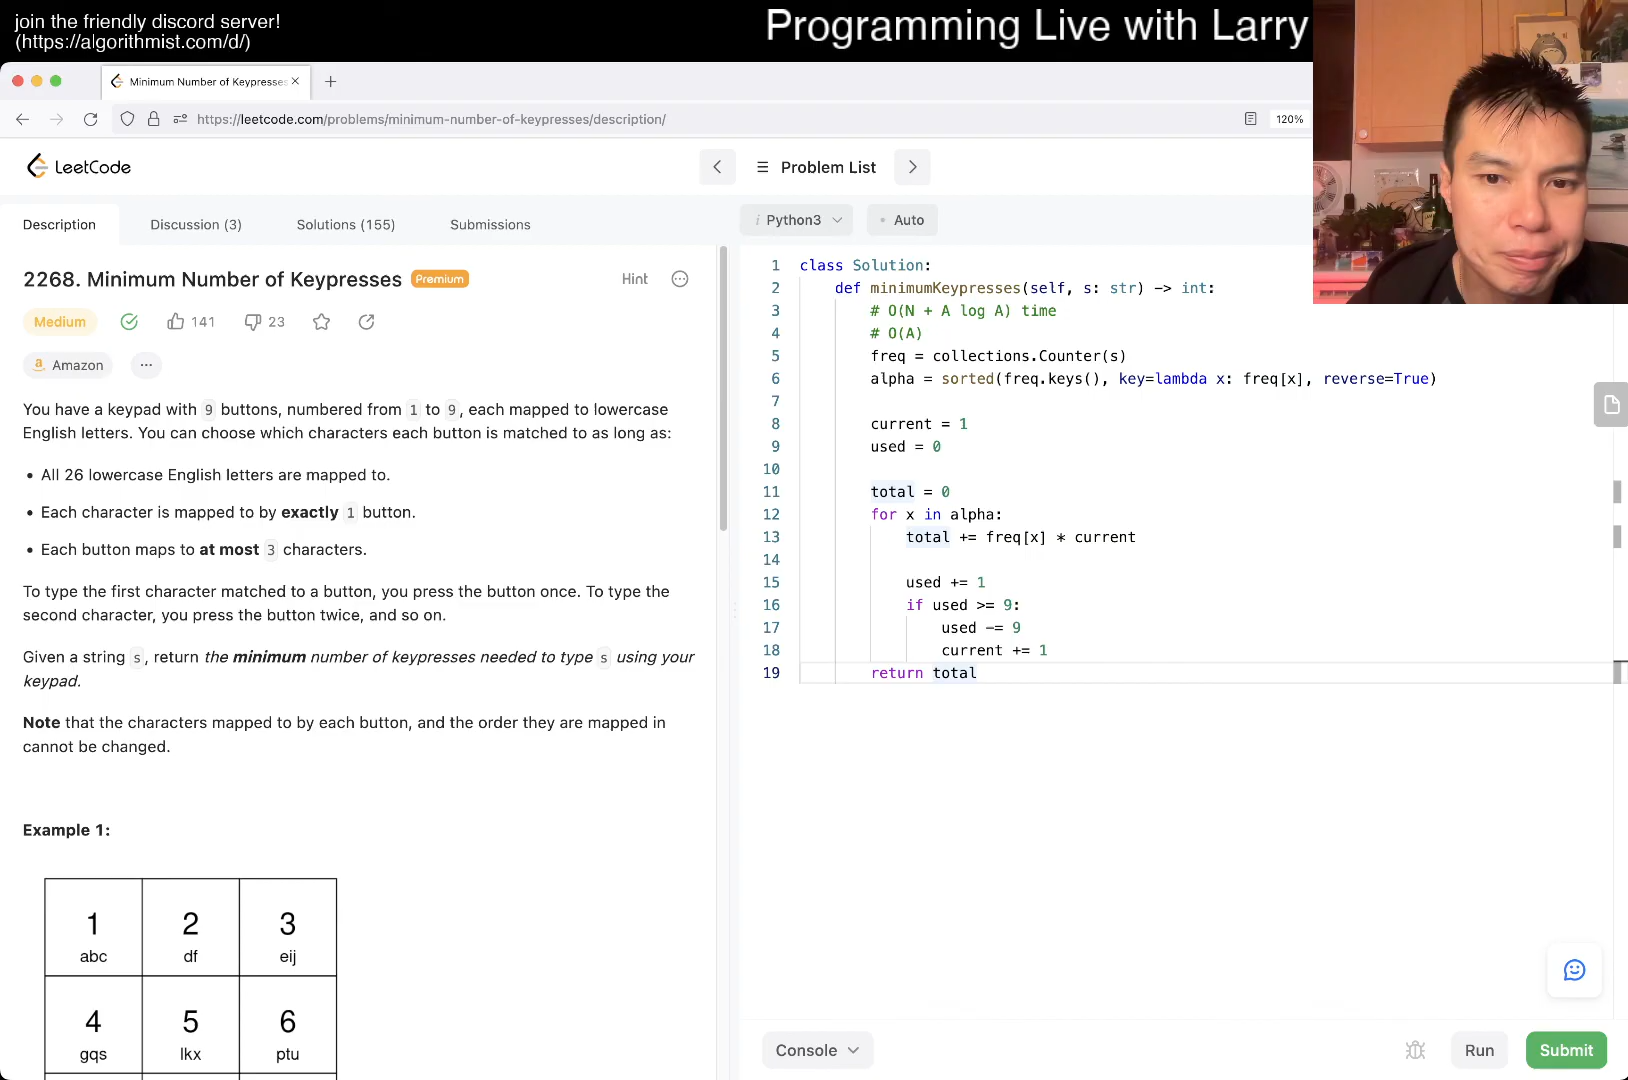 join the friendly discord server!
(https://algorithmist.com/d/)
Programming Live with Larry
Minimum Number of Keypresses
https://leetcode.com/problems/minimum-number-of-keypresses/description/
120%
LeetCode
Problem List
Description
Discussion (3)
Solutions (155)
Submissions
i Python3
Auto
2268. Minimum Number of Keypresses
Premium
Hint
Medium
141
23
a Amazon
You have a keypad with 9 buttons, numbered from 1 to 9, each mapped to lowercase
English letters. You can choose which characters each button is matched to as long as:
• All 26 lowercase English letters are mapped to.
• Each character is mapped to by exactly 1 button.
• Each button maps to at most 3 characters.
To type the first character matched to a button, you press the button once. To type the
second character, you press the button twice, and so on.
Given a string s, return the minimum number of keypresses needed to type s using your
keypad.
Note that the characters mapped to by each button, and the order they are mapped in
cannot be changed.
Example 1:
1 2 3
abc df eij
4 5 6
gqs lkx ptu
1 class Solution:
2 def minimumKeypresses(self, s: str) -> int:
3 # O(N + A log A) time
4 # O(A)
5 freq = collections.Counter(s)
6 alpha = sorted(freq.keys(), key=lambda x: freq[x], reverse=True)
7
8 current = 1
9 used = 0
10
11 total = 0
12 for x in alpha:
13 total += freq[x] * current
14
15 used += 1
16 if used >= 9:
17 used -= 9
18 current += 1
19 return total
Console
Run
Submit